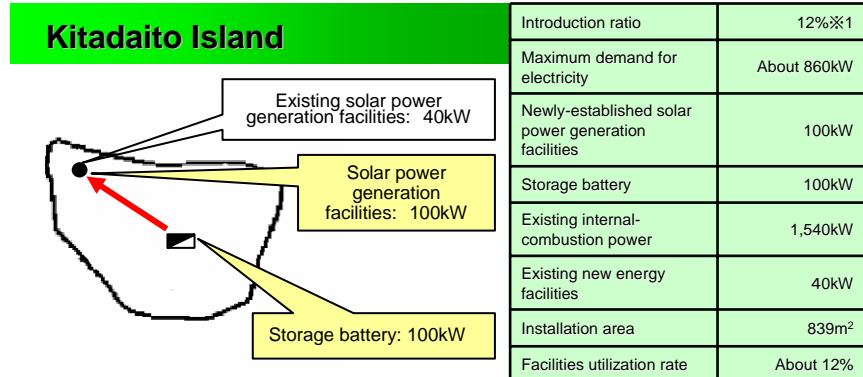 Kitadaito Island
Existing solar power
generation facilities: 40kW
Solar power
generation
facilities: 100kW
Storage battery: 100kW
Introduction ratio 12%※1
Maximum demand for
electricity About 860kW
Newly-established solar
power generation
facilities 100kW
Storage battery 100kW
Existing internal-
combustion power 1,540kW
Existing new energy
facilities 40kW
Installation area 839m²
Facilities utilization rate About 12%